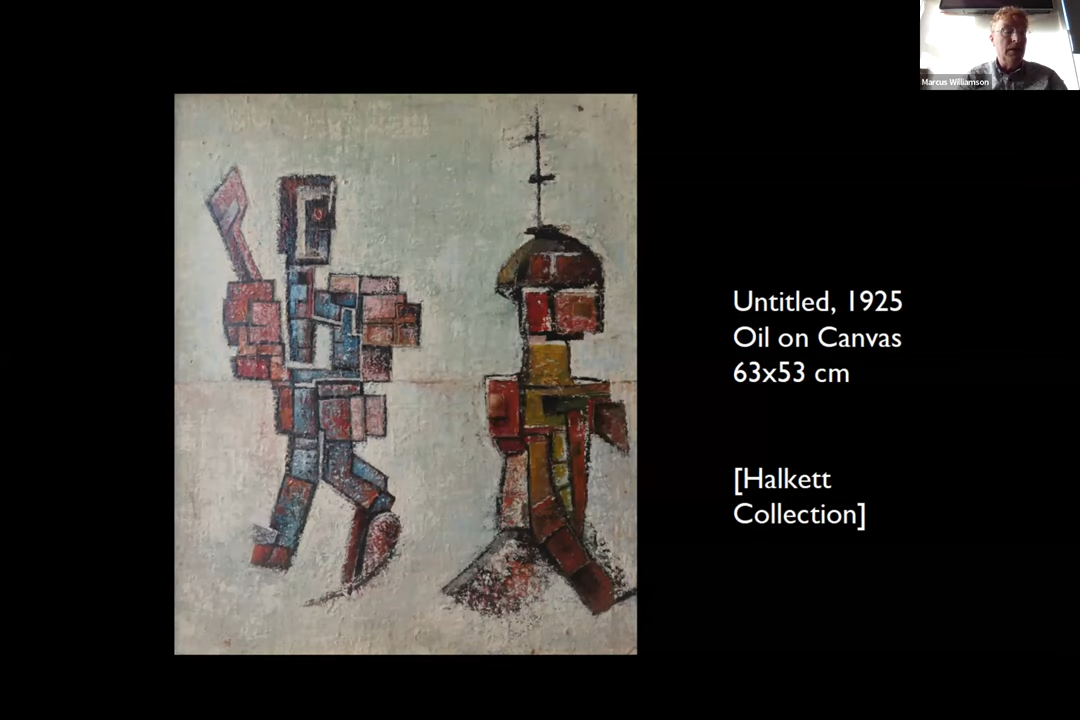 Marcus Williamson
Untitled, 1925
Oil on Canvas
63x53 cm
[Halkett
Collection]